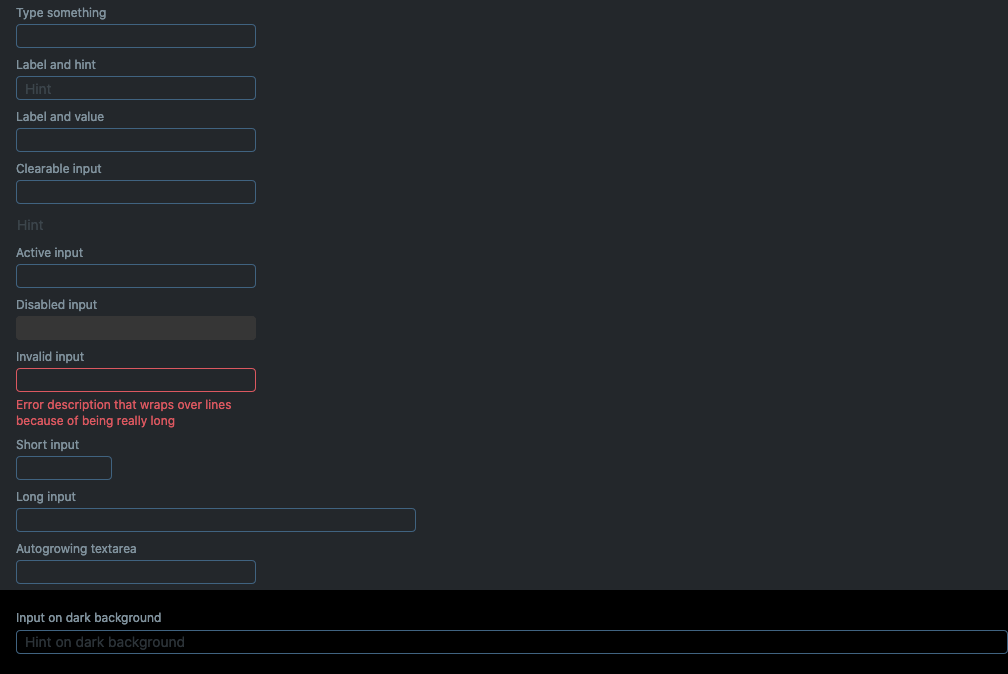 Type something
Label and hint
Hint
Label and value
Clearable input
Hint
Active input
Disabled input
Invalid input
Error description that wraps over lines
because of being really long
Short input
Long input
Autogrowing textarea
Input on dark background
Hint on dark background